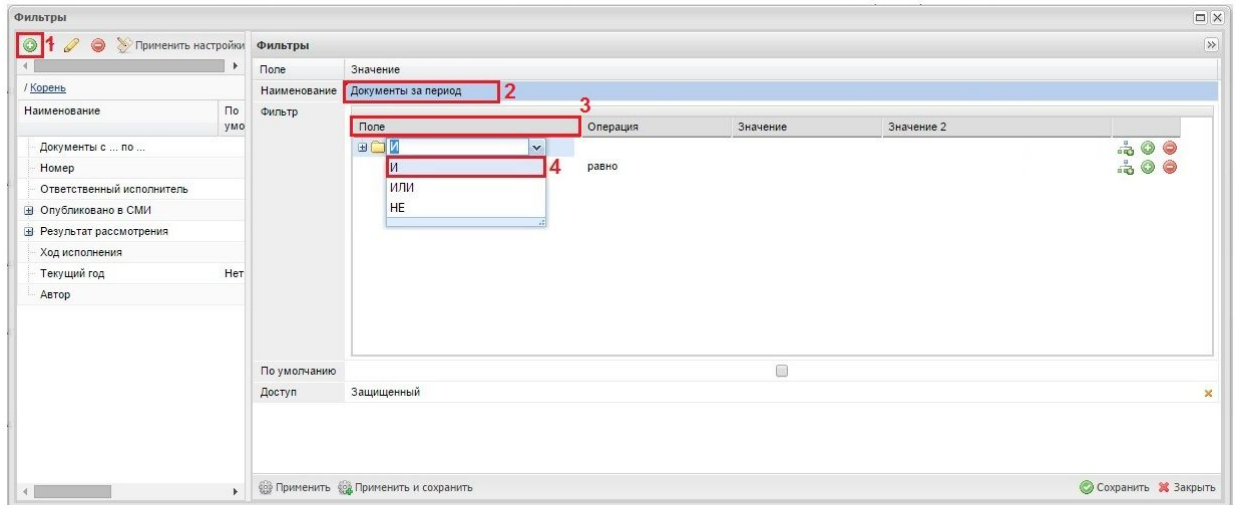 Фильтры
1
Применить настройки
Фильтры
Поле
Значение
/ Корень
Наименование
Документы за период
2
Наименование
По умо
Фильтр
3
Поле
Операция
Значение
Значение 2
Документы с ... по ...
И
Номер
И
4
равно
Ответственный исполнитель
ИЛИ
Опубликовано в СМИ
НЕ
Результат рассмотрения
Ход исполнения
Текущий год
Нет
Автор
По умолчанию
Доступ
Защищенный
Применить
Применить и сохранить
Сохранить
Закрыть